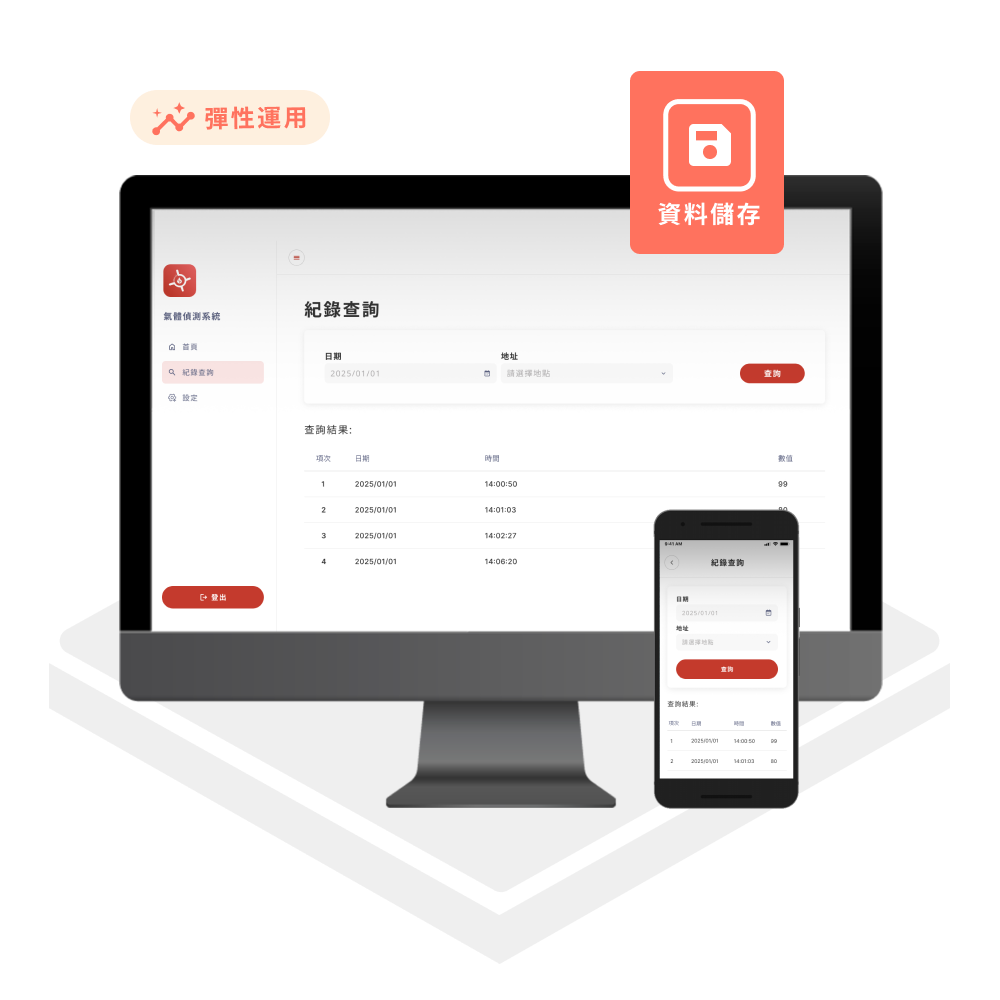 彈性運用
資料儲存
氣體偵測系統
首頁
紀錄查詢
設定
登出
紀錄查詢
日期
地址
2025/01/01
請選擇地點
查詢
查詢結果:
項次 日期 時間 數值
1 2025/01/01 14:00:50 99
2 2025/01/01 14:01:03 80
3 2025/01/01 14:02:27
4 2025/01/01 14:06:20
9:41 AM
紀錄查詢
日期
2025/01/01
地址
請選擇地點
查詢
查詢結果:
項次 日期 時間 數值
1 2025/01/01 14:00:50 99
2 2025/01/01 14:01:03 80